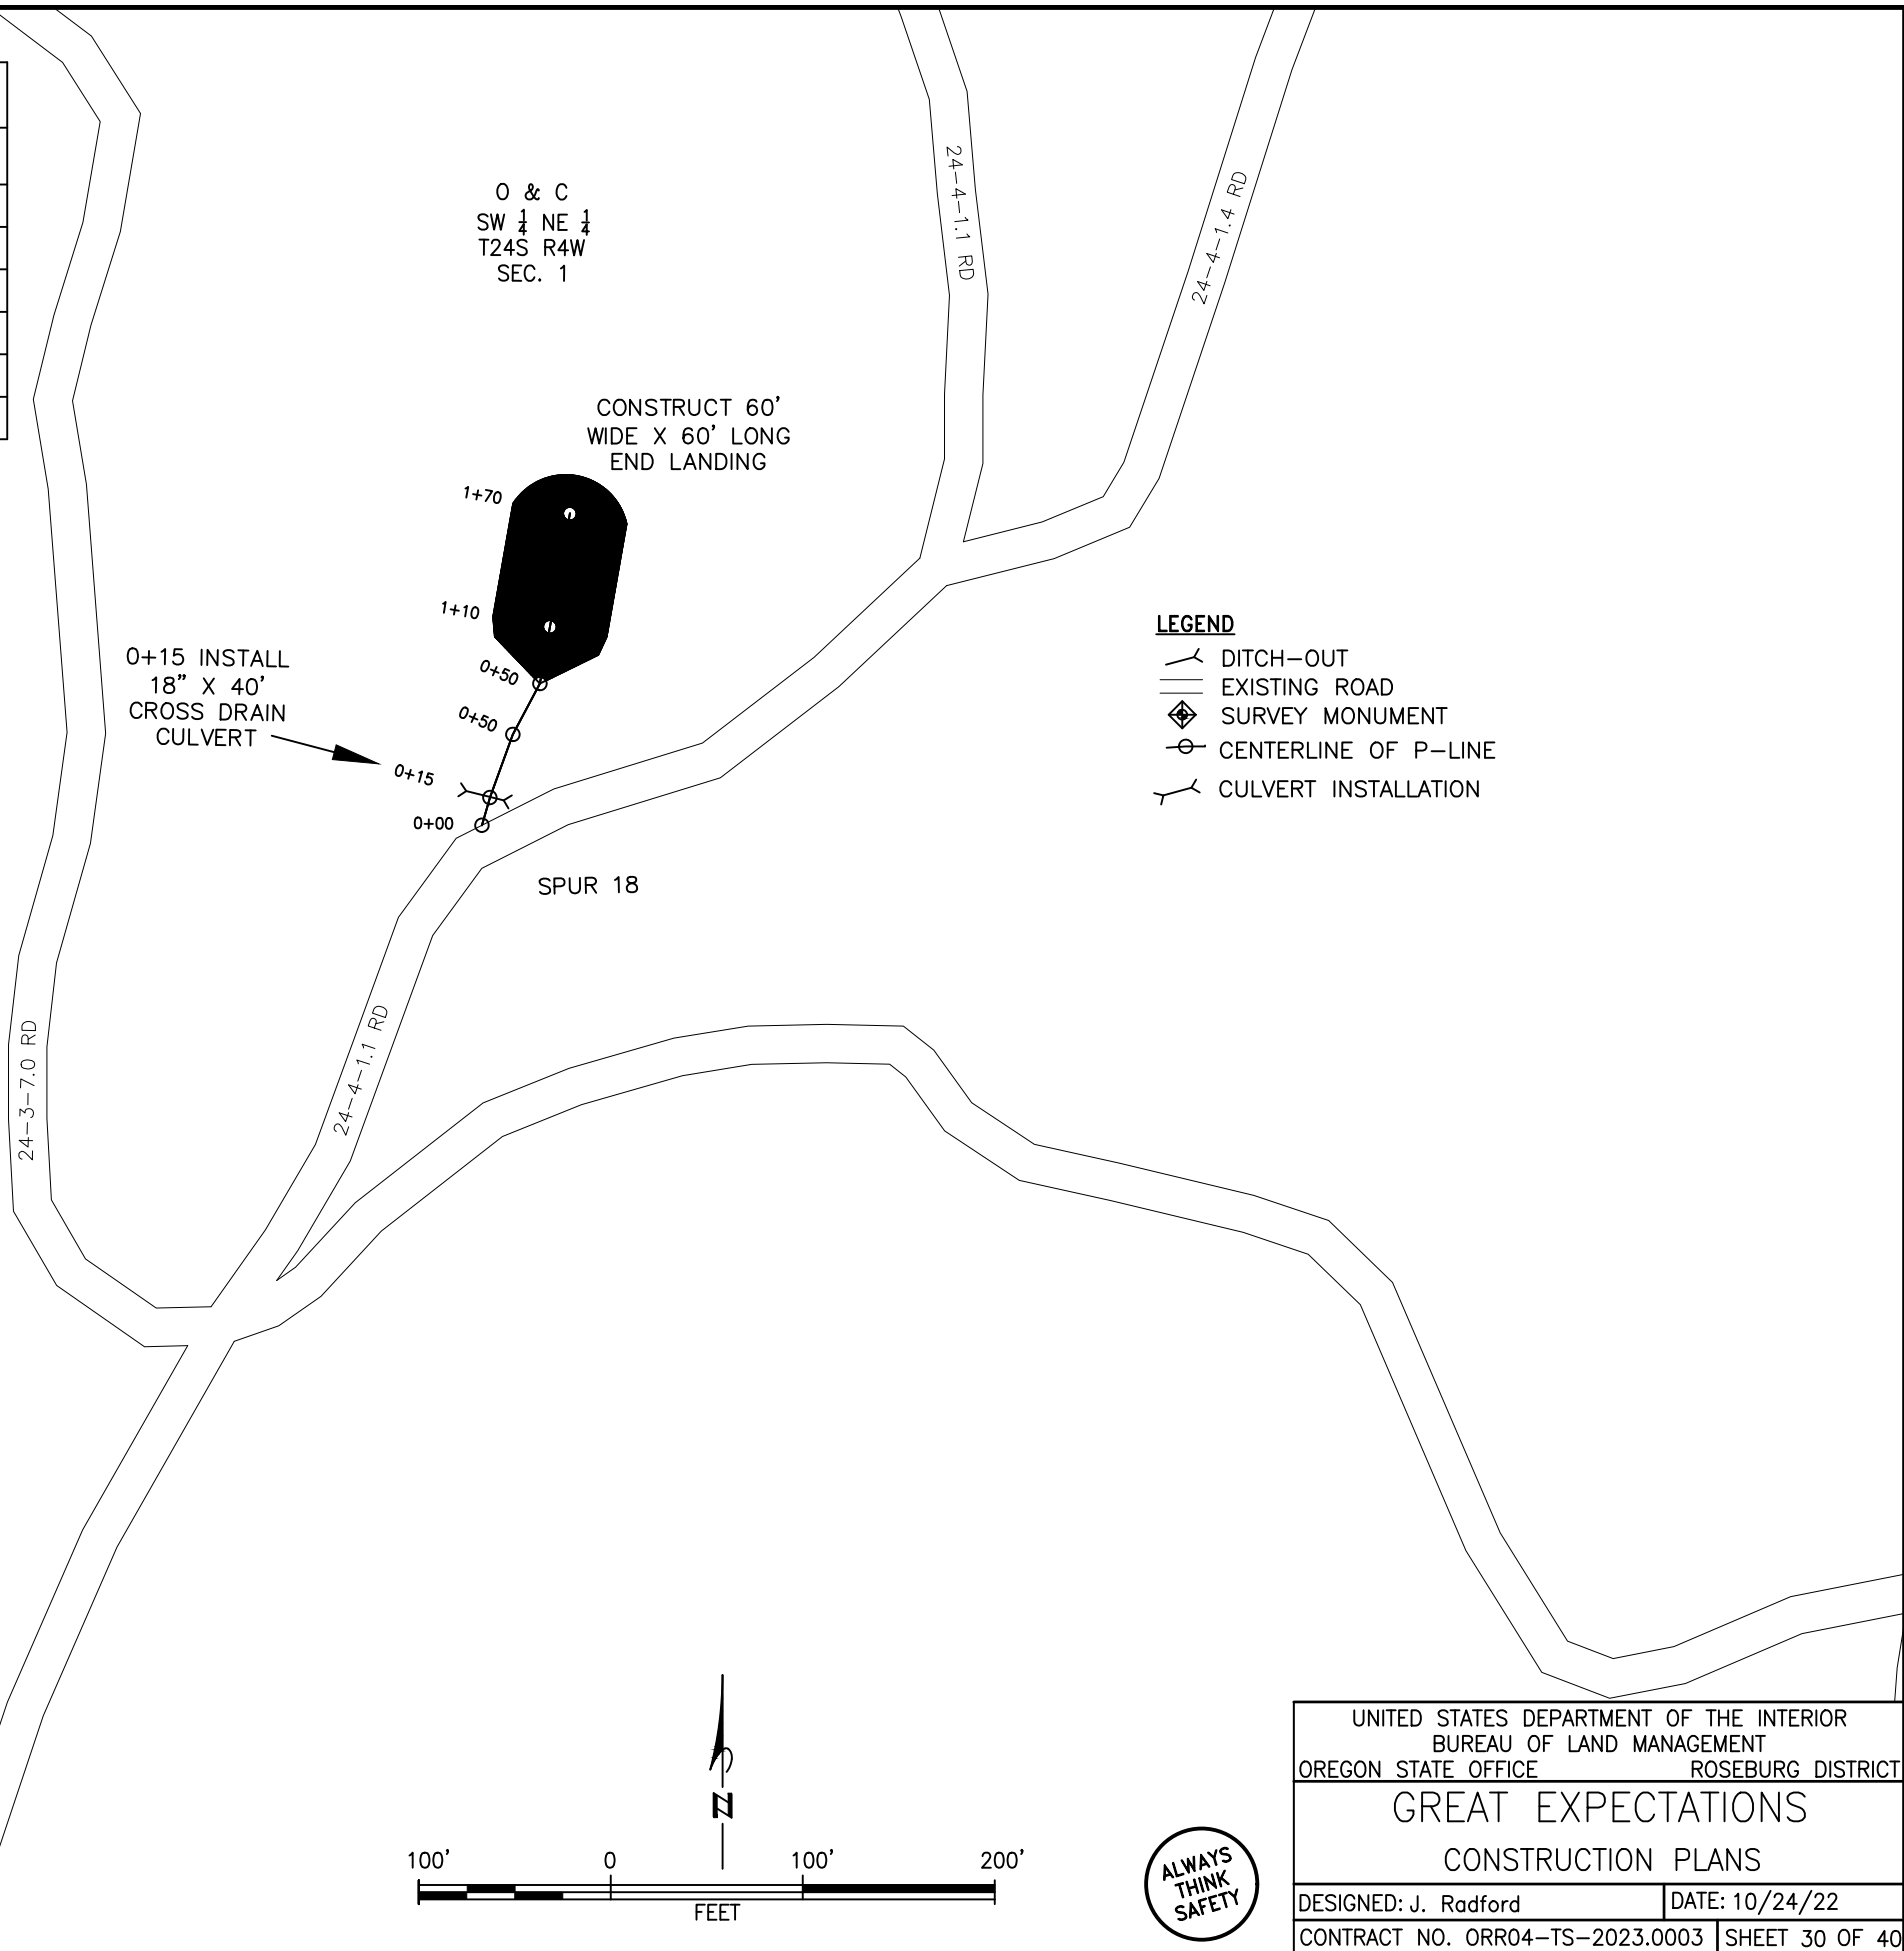 O & C
SW 1/4 NE 1/4
T24S R4W
SEC. 1
24-4-1.1 RD
24-4-1.4 RD
CONSTRUCT 60'
WIDE X 60' LONG
END LANDING
1+70
1+10
0+50
0+50
0+15
0+00
0+15 INSTALL
18" X 40'
CROSS DRAIN
CULVERT
LEGEND
DITCH-OUT
EXISTING ROAD
SURVEY MONUMENT
CENTERLINE OF P-LINE
CULVERT INSTALLATION
SPUR 18
24-3-7.0 RD
24-4-1.1 RD
N
100' 0 100' 200'
FEET
ALWAYS
THINK
SAFETY
UNITED STATES DEPARTMENT OF THE INTERIOR
BUREAU OF LAND MANAGEMENT
OREGON STATE OFFICE ROSEBURG DISTRICT
GREAT EXPECTATIONS
CONSTRUCTION PLANS
DESIGNED: J. Radford DATE: 10/24/22
CONTRACT NO. ORR04-TS-2023.0003 SHEET 30 OF 40